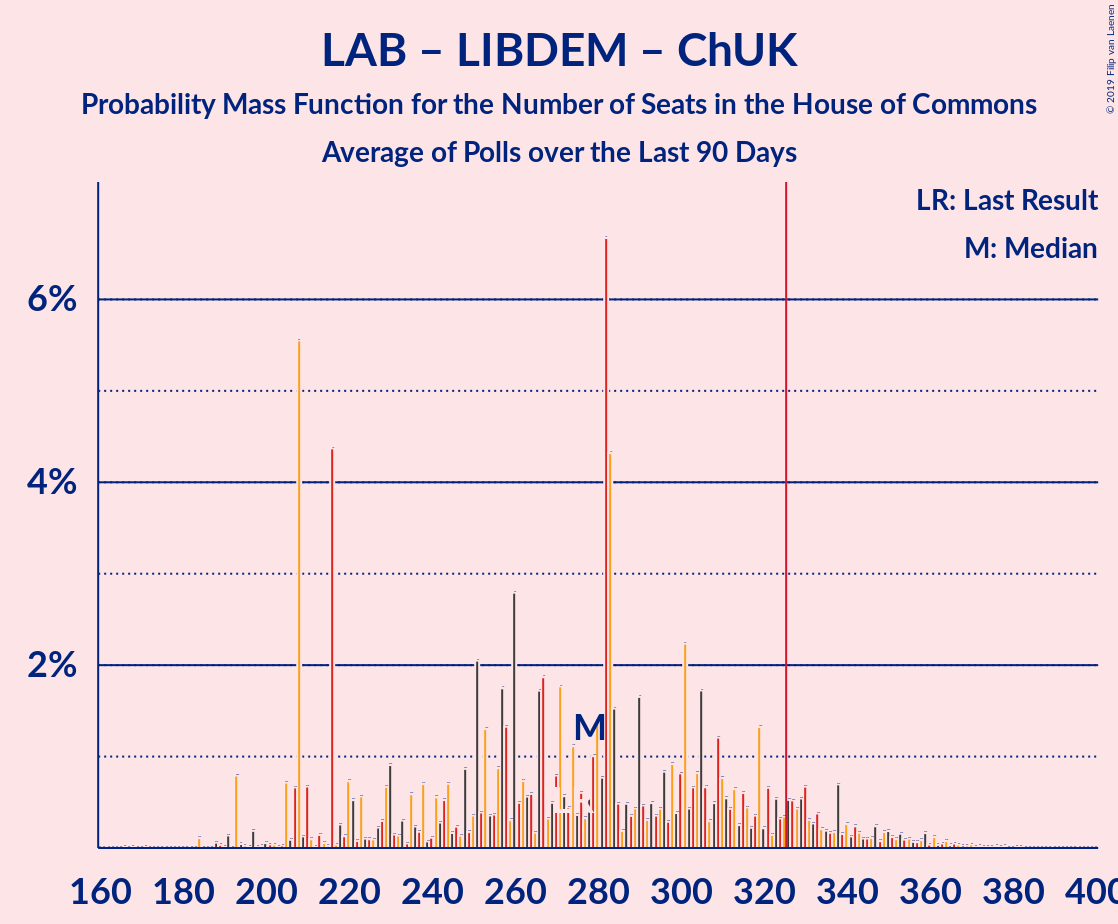 LAB – LIBDEM – ChUK
Probability Mass Function for the Number of Seats in the House of Commons
Average of Polls over the Last 90 Days
© 2019 Filip van Laenen
LR: Last Result
M: Median
6%
4%
2%
M
160 180 200 220 240 260 280 300 320 340 360 380 400